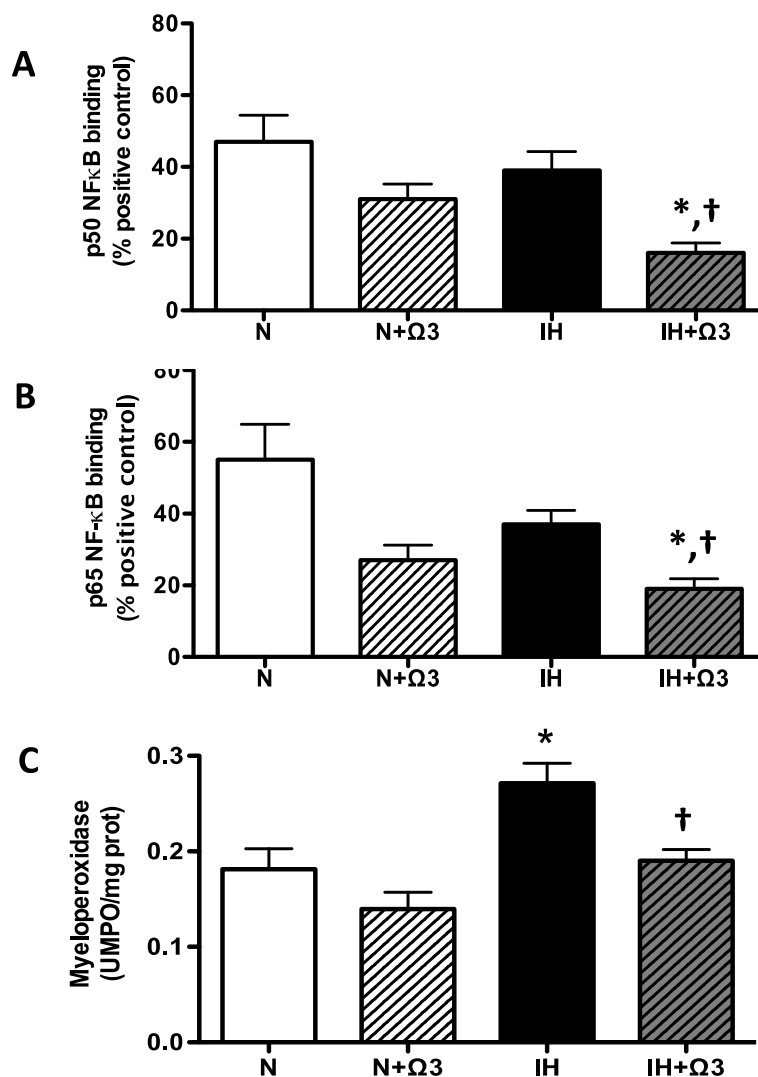 A
p50 NFκB binding
(% positive control)
80
60
40
20
0
*,†
N N+Ω3 IH IH+Ω3
B
p65 NF-κB binding
(% positive control)
80
60
40
20
0
*,†
N N+Ω3 IH IH+Ω3
C
Myeloperoxidase
(UMPO/mg prot)
0.3
0.2
0.1
0.0
*
†
N N+Ω3 IH IH+Ω3